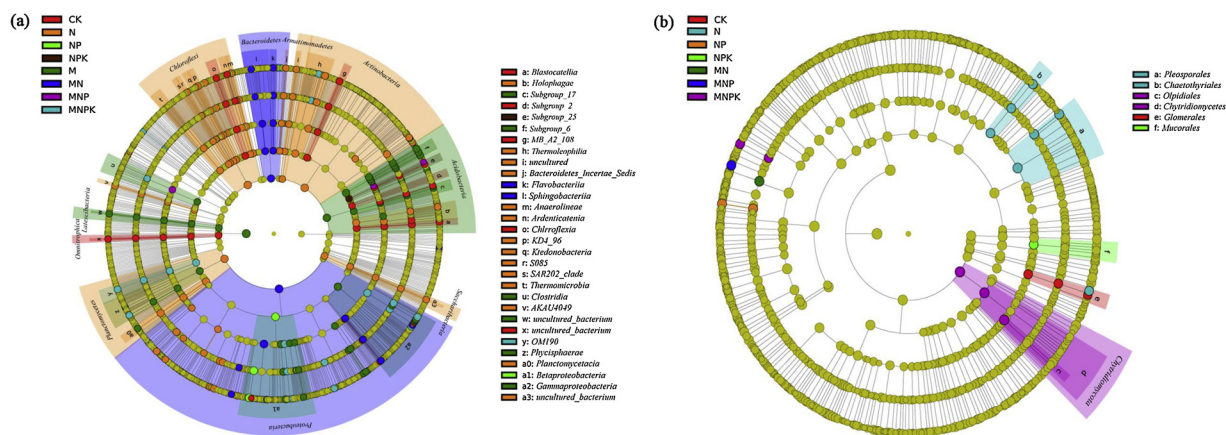 (a)
CK
N
NP
NPK
M
MN
MNP
MNPK
Chloroflexi
Bacteroidetes
Armatimonadetes
Actinobacteria
Acidobacteria
Saccharibacteria
Proteobacteria
Planctomycetes
Omnitrophica
Latescibacteria
a: Blastocatellia
b: Holophagae
c: Subgroup_17
d: Subgroup_2
e: Subgroup_25
f: Subgroup_6
g: MB_A2_108
h: Thermoleophilia
i: uncultured
j: Bacteroidetes_Incertae_Sedis
k: Flavobacteriia
l: Sphingobacteriia
m: Anaerolineae
n: Ardenticatenia
o: Chlrroflexia
p: KD4_96
q: Ktedonobacteria
r: S085
s: SAR202_clade
t: Thermomicrobia
u: Clostridia
v: AKAU4049
w: uncultured_bacterium
x: uncultured_bacterium
y: OM190
z: Phycisphaerae
a0: Planctomycetacia
a1: Betaproteobacteria
a2: Gammaproteobacteria
a3: uncultured_bacterium
(b)
CK
N
NP
NPK
MN
MNP
MNPK
b
a
f
e
d
c
Chytridiomycota
a: Pleosporales
b: Chaetothyriales
c: Olpidiales
d: Chytridiomycetes
e: Glomerales
f: Mucorales